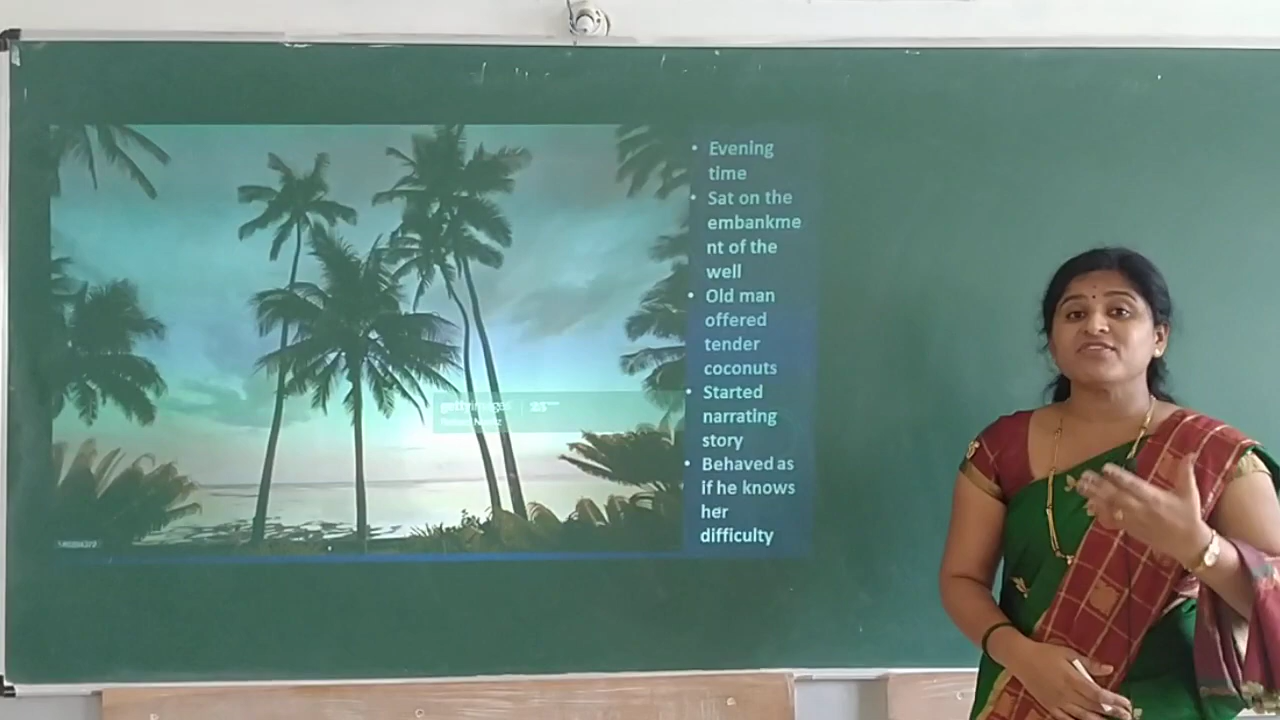 • Evening
time
• Sat on the
embankme
nt of the
well
• Old man
offered
tender
coconuts
• Started
narrating
story
• Behaved as
if he knows
her
difficulty
gettyimages